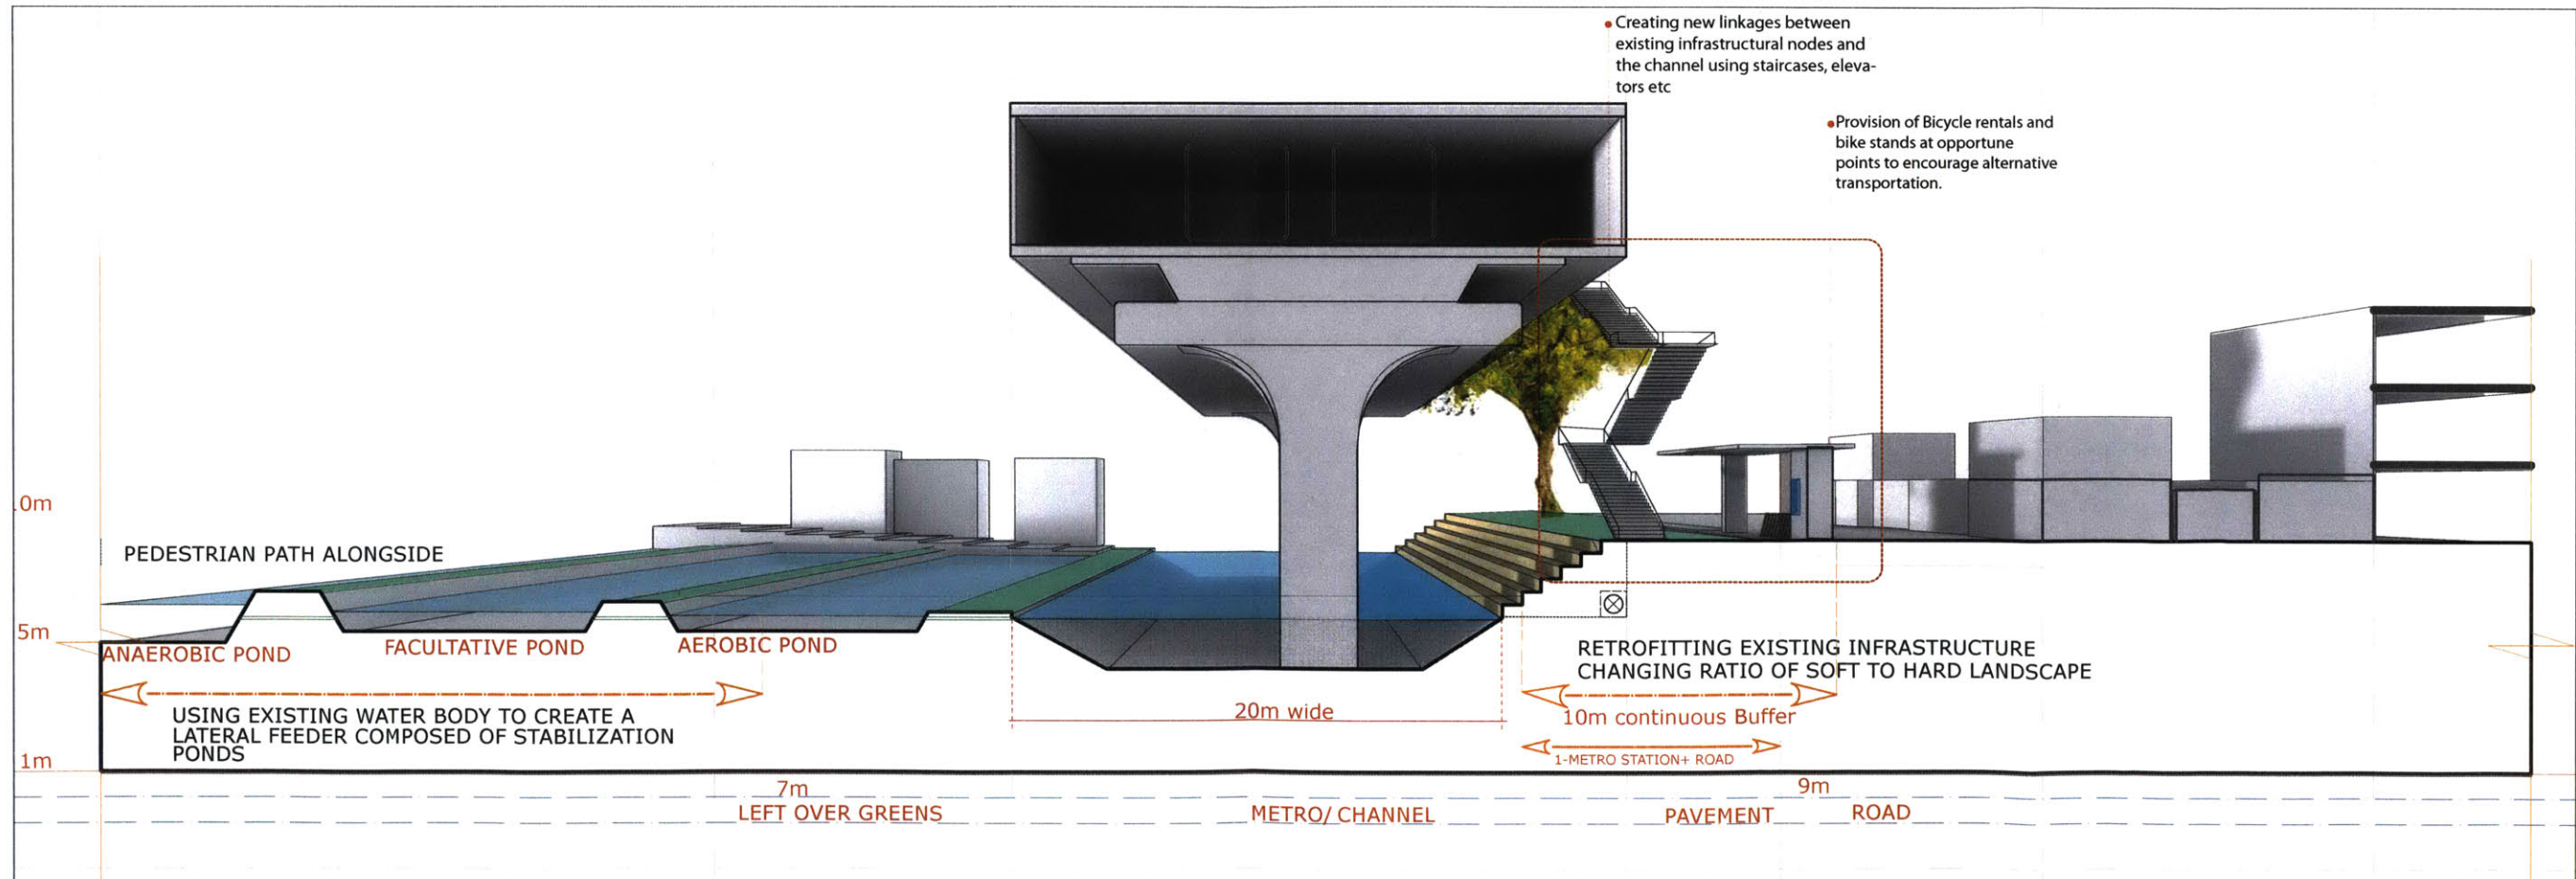 Creating new linkages between
existing infrastructural nodes and
the channel using staircases, eleva-
tors etc
Provision of Bicycle rentals and
bike stands at opportune
points to encourage alternative
transportation.
0m
PEDESTRIAN PATH ALONGSIDE
5m
ANAEROBIC POND
FACULTATIVE POND
AEROBIC POND
USING EXISTING WATER BODY TO CREATE A
LATERAL FEEDER COMPOSED OF STABILIZATION
PONDS
20m wide
RETROFITTING EXISTING INFRASTRUCTURE
CHANGING RATIO OF SOFT TO HARD LANDSCAPE
10m continuous Buffer
1-METRO STATION+ ROAD
1m
7m
9m
LEFT OVER GREENS
METRO/ CHANNEL
PAVEMENT
ROAD